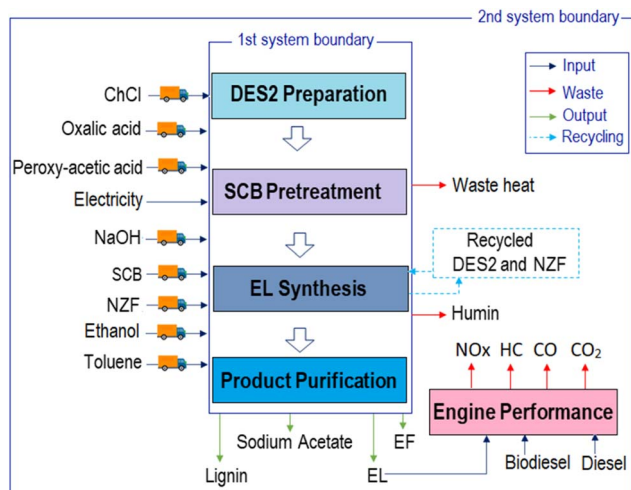 2nd system boundary
1st system boundary
Input
Waste
Output
Recycling
ChCl
DES2 Preparation
Oxalic acid
Peroxy-acetic acid
SCB Pretreatment
Waste heat
Electricity
NaOH
Recycled
DES2 and NZF
SCB
EL Synthesis
NZF
Humin
Ethanol
Toluene
Product Purification
NOx HC CO CO₂
Engine Performance
Sodium Acetate
EF
Lignin
EL
Biodiesel
Diesel